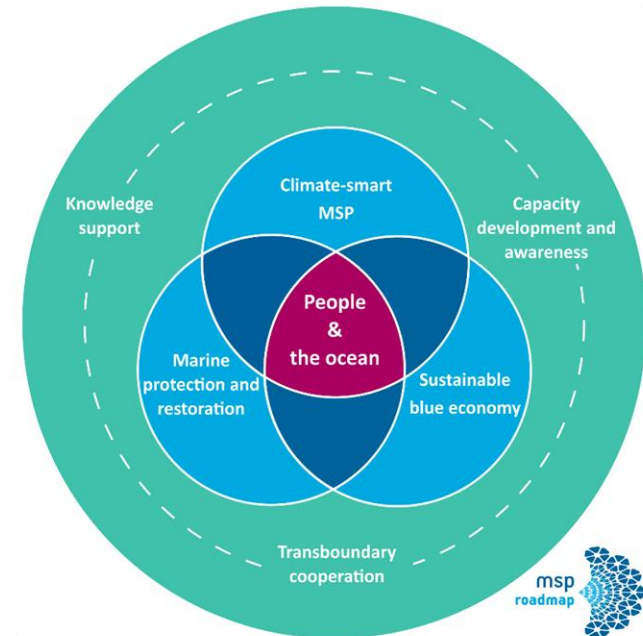 Climate-smart
MSP
Knowledge
support
Capacity
development and
awareness
People
&
the ocean
Marine
protection and
restoration
Sustainable
blue economy
Transboundary
cooperation
msp
roadmap